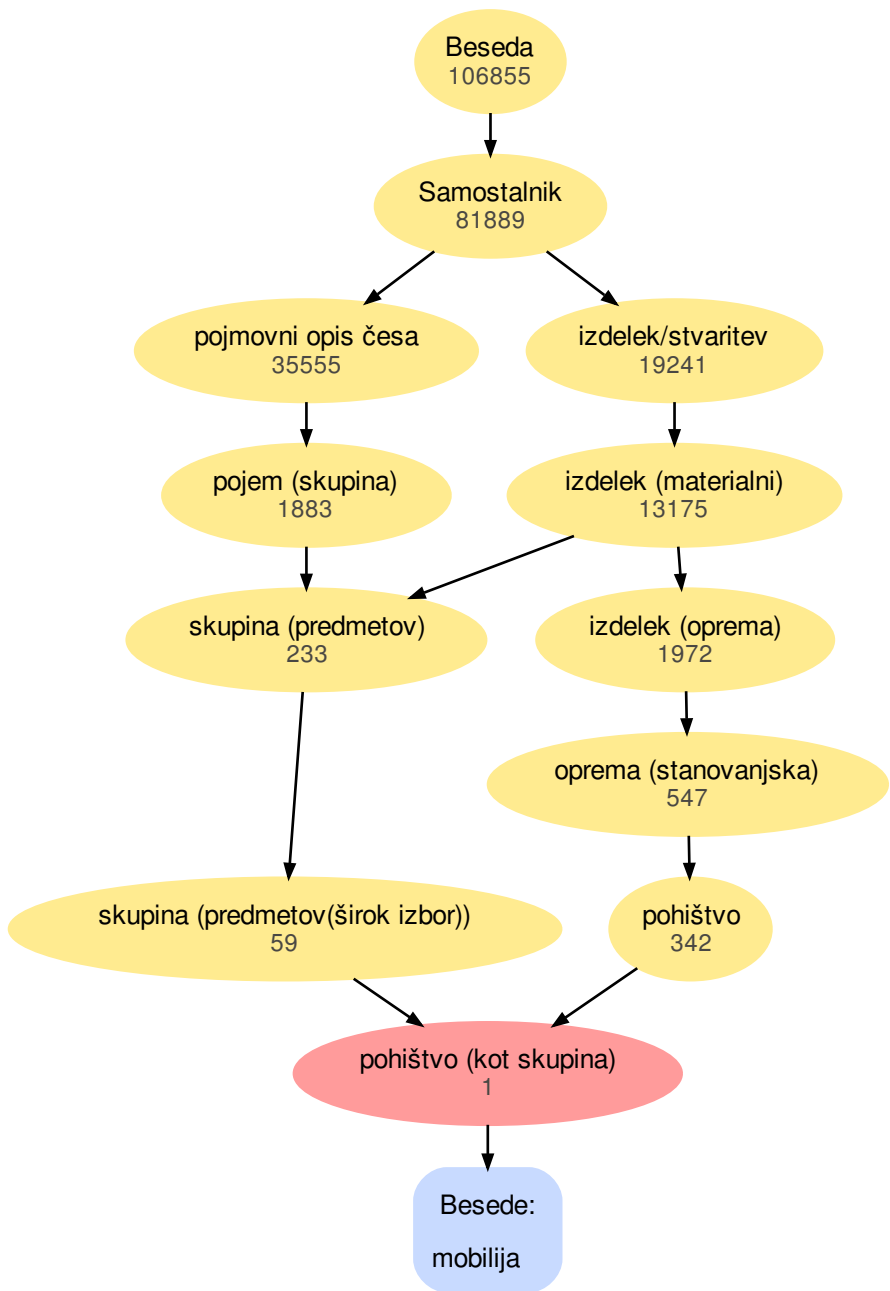 Beseda
106855
Samostalnik
81889
pojmovni opis česa
35555
izdelek/stvaritev
19241
pojem (skupina)
1883
izdelek (materialni)
13175
skupina (predmetov)
233
izdelek (oprema)
1972
oprema (stanovanjska)
547
skupina (predmetov(širok izbor))
59
pohištvo
342
pohištvo (kot skupina)
1
Besede:
mobilija